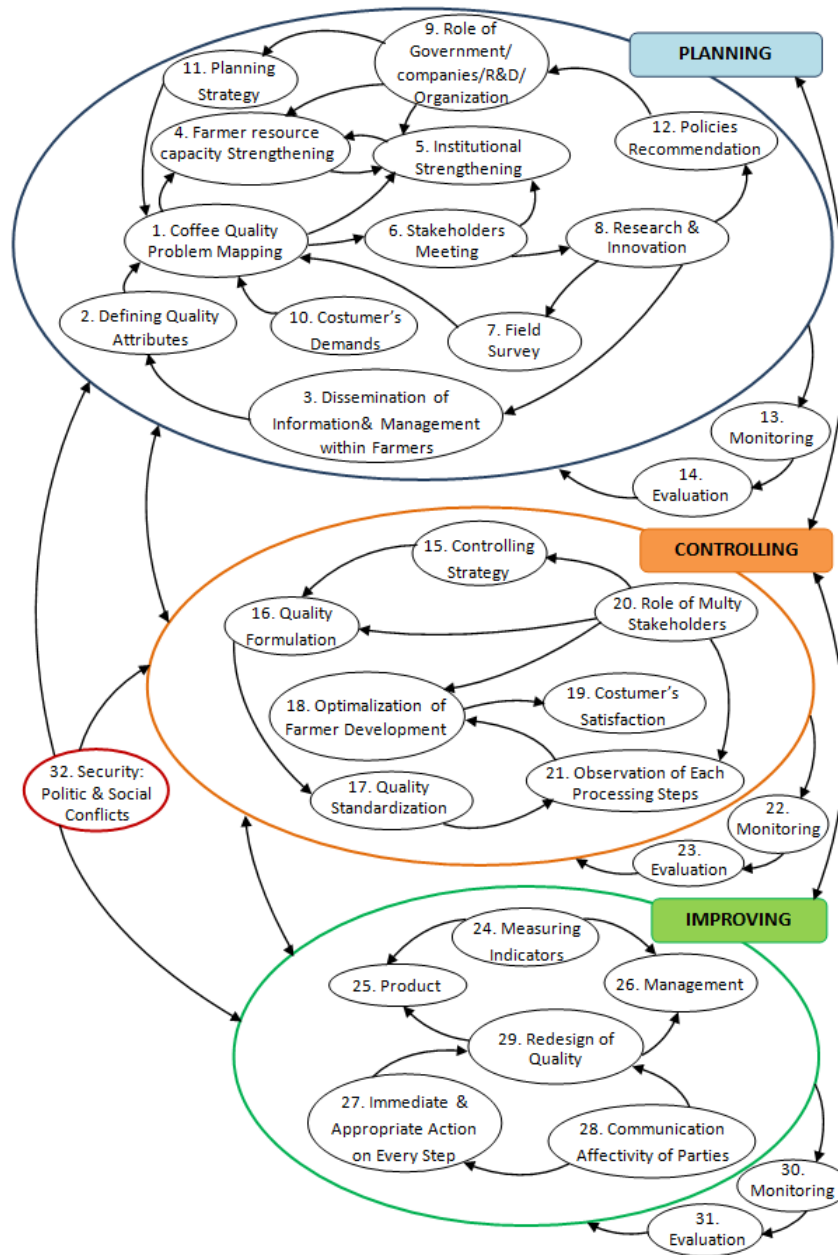 9. Role of
Government/
companies/R&D/
Organization
PLANNING
11. Planning
Strategy
4. Farmer resource
capacity Strengthening
5. Institutional
Strengthening
12. Policies
Recommendation
1. Coffee Quality
Problem Mapping
6. Stakeholders
Meeting
8. Research &
Innovation
2. Defining Quality
Attributes
10. Costumer's
Demands
7. Field
Survey
3. Dissemination of
Information& Management
within Farmers
13.
Monitoring
14.
Evaluation
CONTROLLING
15. Controlling
Strategy
16. Quality
Formulation
20. Role of Multy
Stakeholders
18. Optimalization of
Farmer Development
19. Costumer's
Satisfaction
32. Security:
Politic & Social
Conflicts
17. Quality
Standardization
21. Observation of Each
Processing Steps
22.
Monitoring
23.
Evaluation
IMPROVING
24. Measuring
Indicators
25. Product
26. Management
29. Redesign of
Quality
27. Immediate &
Appropriate Action
on Every Step
28. Communication
Affectivity of Parties
30.
Monitoring
31.
Evaluation